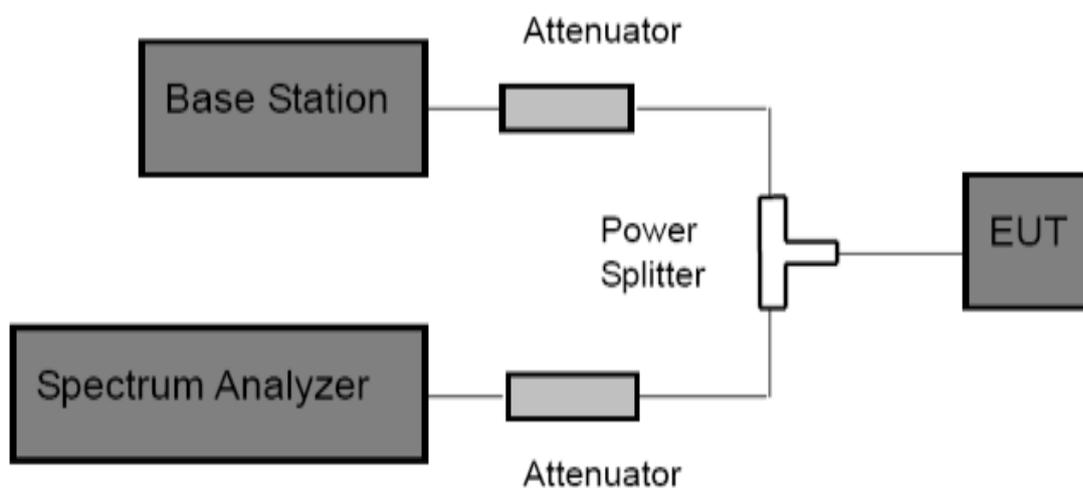 Attenuator
Base Station
Power
Splitter
EUT
Spectrum Analyzer
Attenuator